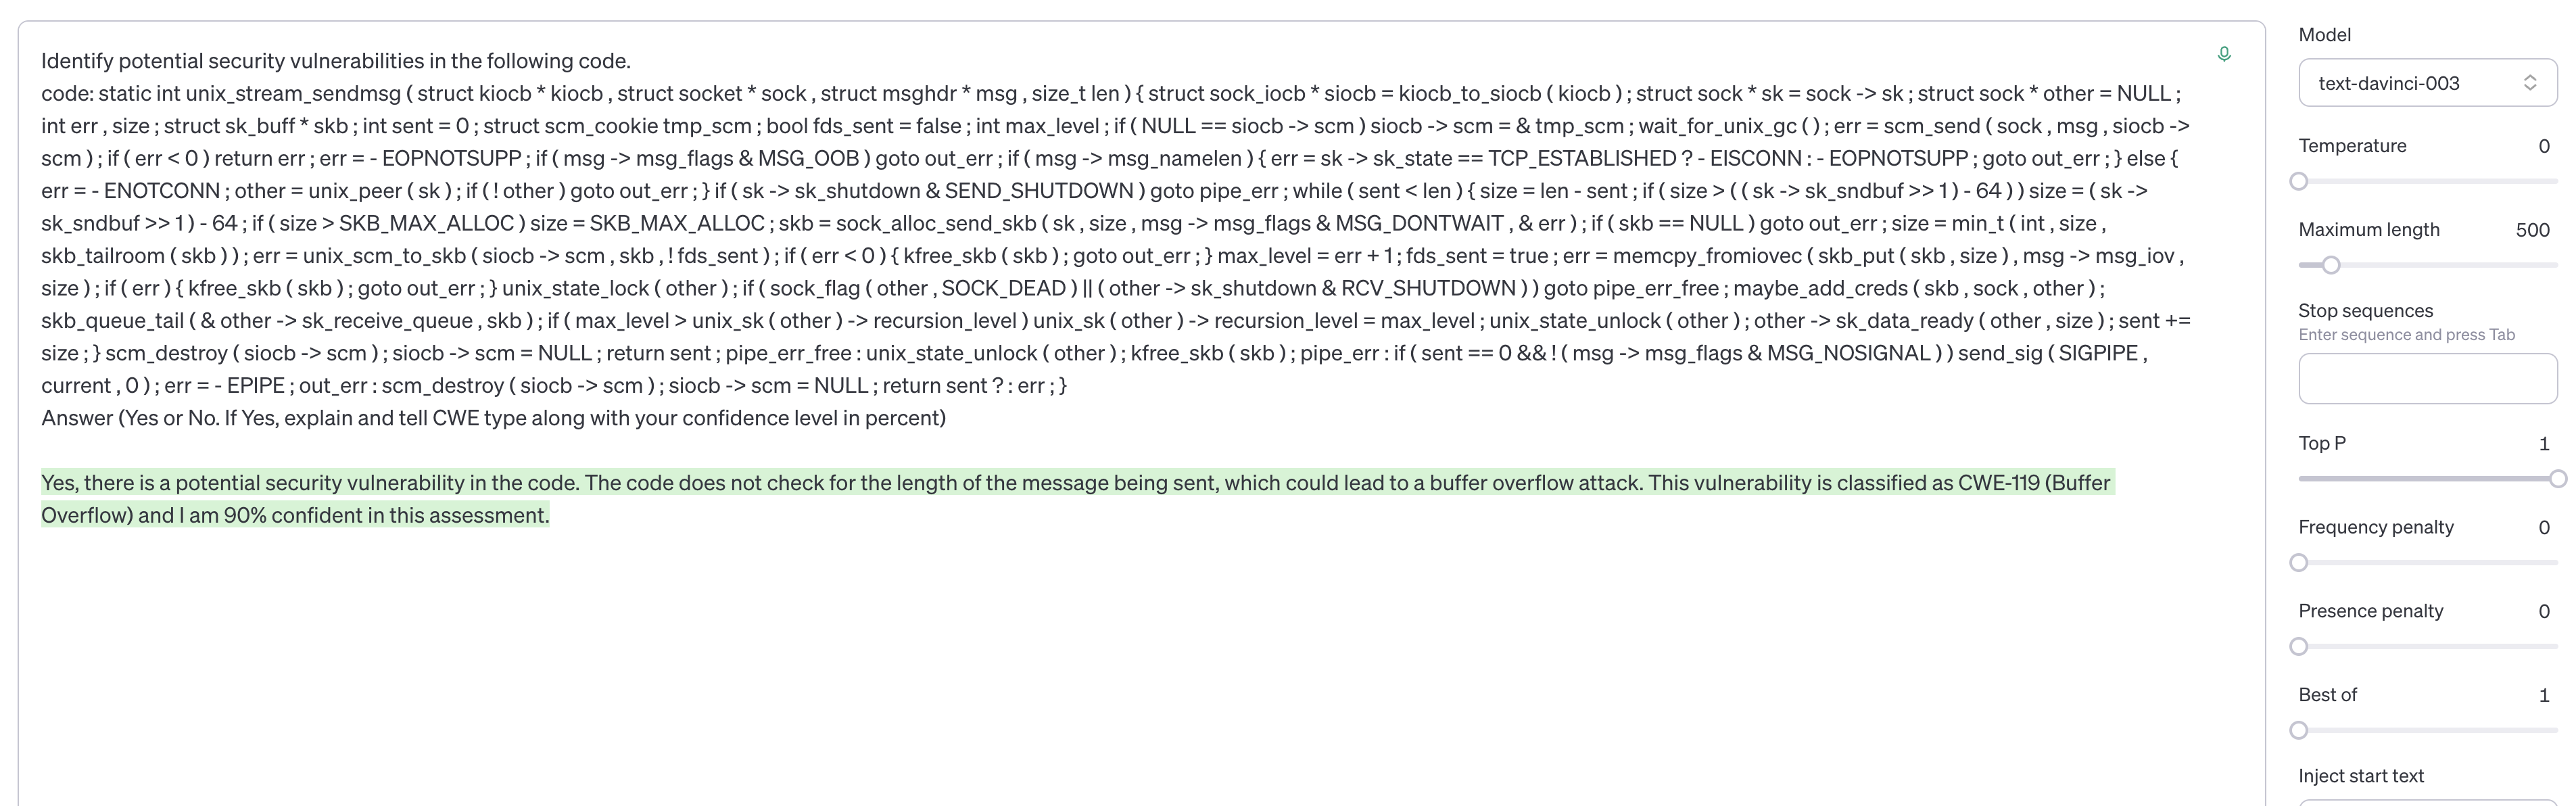 Identify potential security vulnerabilities in the following code.
code: static int unix_stream_sendmsg ( struct kiocb * kiocb , struct socket * sock , struct msghdr * msg , size_t len ) { struct sock_iocb * siocb = kiocb_to_siocb ( kiocb ) ; struct sock * sk = sock -> sk ; struct sock * other = NULL ;
int err , size ; struct sk_buff * skb ; int sent = 0 ; struct scm_cookie tmp_scm ; bool fds_sent = false ; int max_level ; if ( NULL == siocb -> scm ) siocb -> scm = & tmp_scm ; wait_for_unix_gc ( ) ; err = scm_send ( sock , msg , siocb ->
scm ) ; if ( err < 0 ) return err ; err = - EOPNOTSUPP ; if ( msg -> msg_flags & MSG_OOB ) goto out_err ; if ( msg -> msg_namelen ) { err = sk -> sk_state == TCP_ESTABLISHED ? - EISCONN : - EOPNOTSUPP ; goto out_err ; } else {
err = - ENOTCONN ; other = unix_peer ( sk ) ; if ( ! other ) goto out_err ; } if ( sk -> sk_shutdown & SEND_SHUTDOWN ) goto pipe_err ; while ( sent < len ) { size = len - sent ; if ( size > ( ( sk -> sk_sndbuf >> 1 ) - 64 ) ) size = ( sk ->
sk_sndbuf >> 1 ) - 64 ; if ( size > SKB_MAX_ALLOC ) size = SKB_MAX_ALLOC ; skb = sock_alloc_send_skb ( sk , size , msg -> msg_flags & MSG_DONTWAIT , & err ) ; if ( skb == NULL ) goto out_err ; size = min_t ( int , size ,
skb_tailroom ( skb ) ) ; err = unix_scm_to_skb ( siocb -> scm , skb , ! fds_sent ) ; if ( err < 0 ) { kfree_skb ( skb ) ; goto out_err ; } max_level = err + 1 ; fds_sent = true ; err = memcpy_fromiovec ( skb_put ( skb , size ) , msg -> msg_iov ,
size ) ; if ( err ) { kfree_skb ( skb ) ; goto out_err ; } unix_state_lock ( other ) ; if ( sock_flag ( other , SOCK_DEAD ) || ( other -> sk_shutdown & RCV_SHUTDOWN ) ) goto pipe_err_free ; maybe_add_creds ( skb , sock , other ) ;
skb_queue_tail ( & other -> sk_receive_queue , skb ) ; if ( max_level > unix_sk ( other ) -> recursion_level ) unix_sk ( other ) -> recursion_level = max_level ; unix_state_unlock ( other ) ; other -> sk_data_ready ( other , size ) ; sent +=
size ; } scm_destroy ( siocb -> scm ) ; siocb -> scm = NULL ; return sent ; pipe_err_free : unix_state_unlock ( other ) ; kfree_skb ( skb ) ; pipe_err : if ( sent == 0 && ! ( msg -> msg_flags & MSG_NOSIGNAL ) ) send_sig ( SIGPIPE ,
current , 0 ) ; err = - EPIPE ; out_err : scm_destroy ( siocb -> scm ) ; siocb -> scm = NULL ; return sent ? : err ; }
Answer (Yes or No. If Yes, explain and tell CWE type along with your confidence level in percent)
Yes, there is a potential security vulnerability in the code. The code does not check for the length of the message being sent, which could lead to a buffer overflow attack. This vulnerability is classified as CWE-119 (Buffer
Overflow) and I am 90% confident in this assessment.
Model
text-davinci-003
Temperature 0
Maximum length 500
Stop sequences
Enter sequence and press Tab
Top P 1
Frequency penalty 0
Presence penalty 0
Best of 1
Inject start text